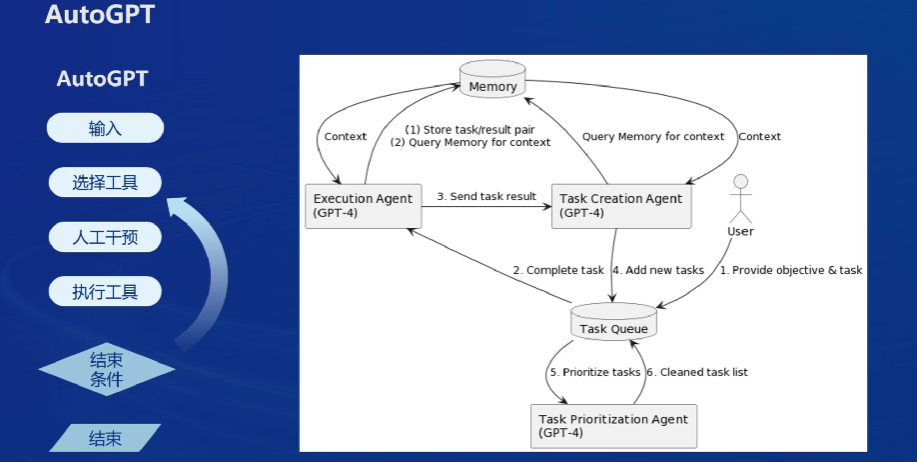 AutoGPT
AutoGPT
输入
选择工具
人工干预
执行工具
结束
条件
结束
Memory
Context
(1) Store task/result pair
(2) Query Memory for context
Query Memory for context
Context
Execution Agent
(GPT-4)
3. Send task result
Task Creation Agent
(GPT-4)
User
2. Complete task
4. Add new tasks
1. Provide objective & task
Task Queue
5. Prioritize tasks
6. Cleaned task list
Task Prioritization Agent
(GPT-4)